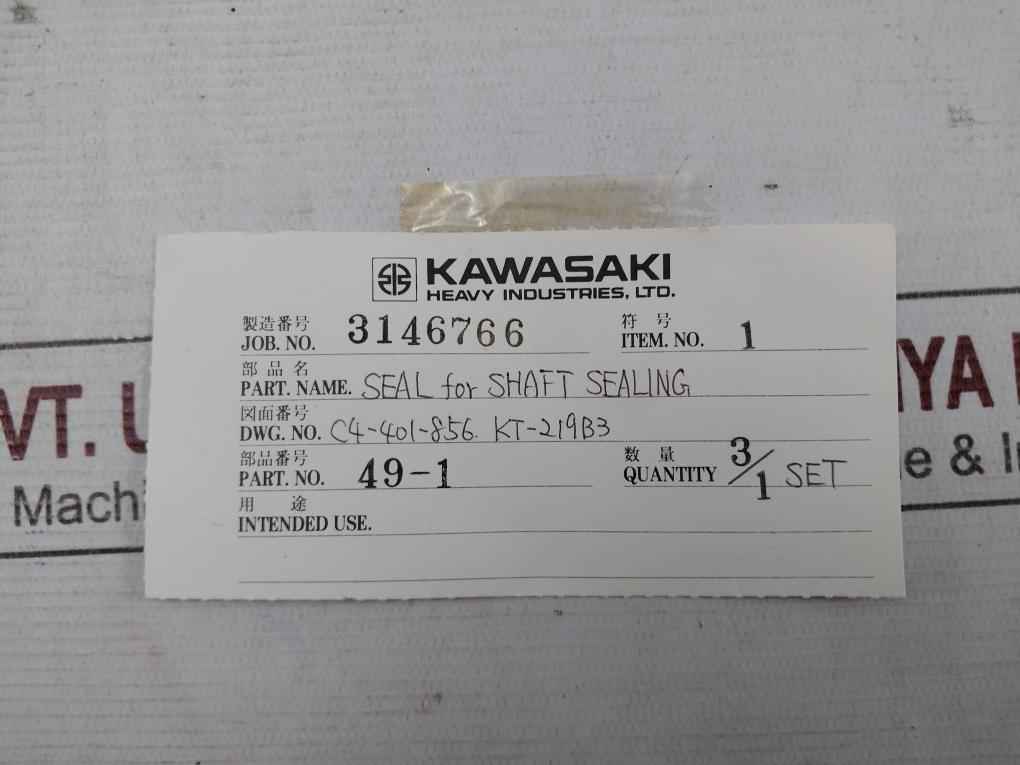 KAWASAKI
HEAVY INDUSTRIES, LTD.
製造番号 符号
JOB. NO. 3146766 ITEM. NO. 1
部品名
PART. NAME. SEAL for SHAFT SEALING
図面番号
DWG. NO. C4-401-856. KT-219B3
部品番号 数量
PART NO. 49-1 QUANTITY 3/1 SET
用途
INTENDED USE.
VT. U YA
Machi e & I